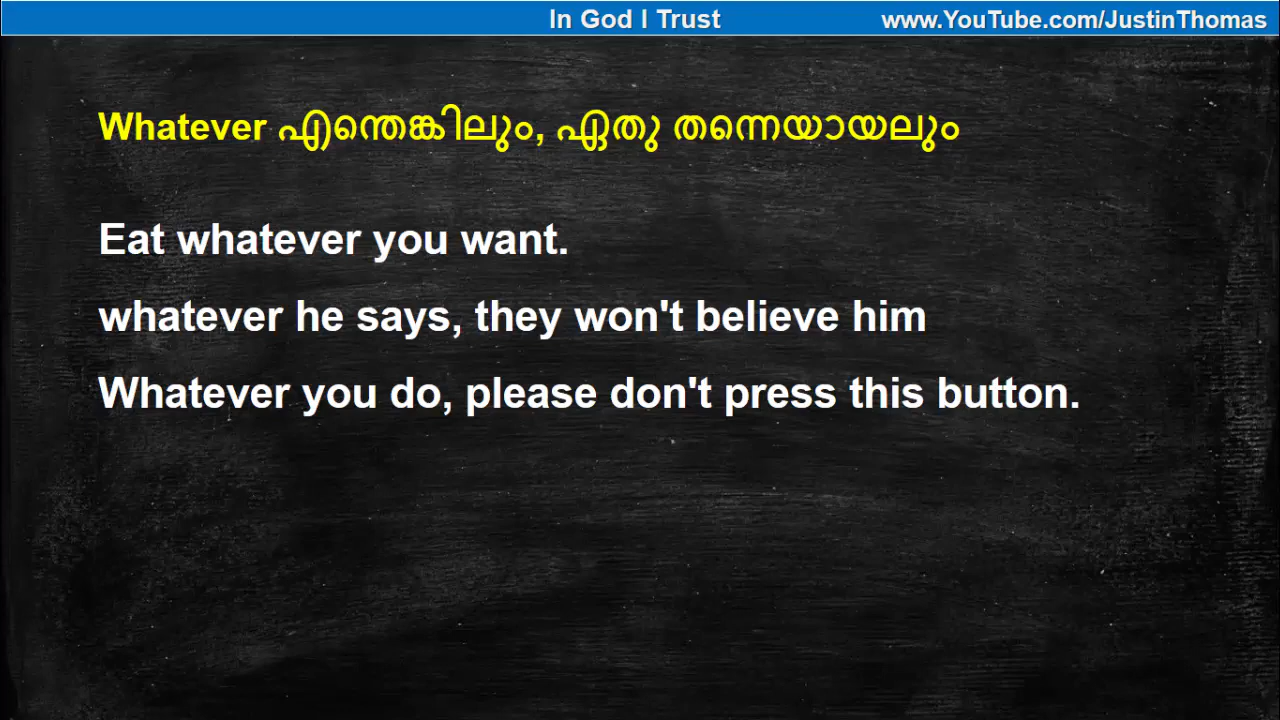 In God I Trust
www.YouTube.com/JustinThomas
Whatever എന്തെങ്കിലും, ഏതു തന്നെയായലും
Eat whatever you want.
whatever he says, they won't believe him
Whatever you do, please don't press this button.